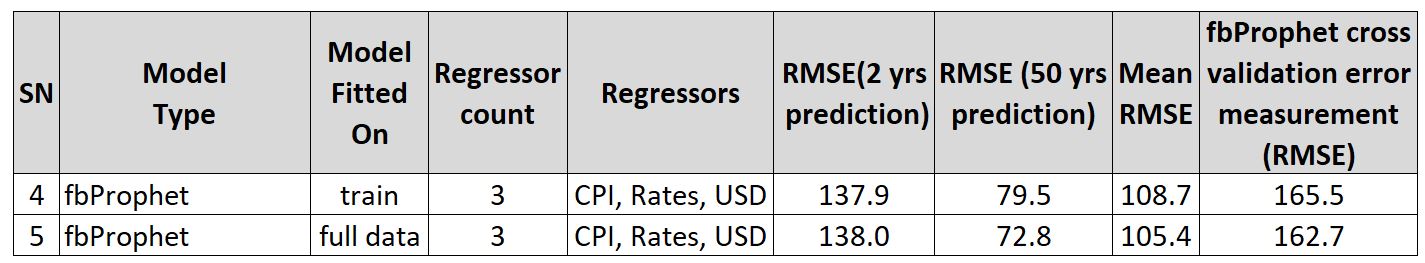 SN Model Type Model Fitted On Regressor count Regressors RMSE(2 yrs prediction) RMSE (50 yrs prediction) Mean RMSE fbProphet cross validation error measurement (RMSE)
4 fbProphet train 3 CPI, Rates, USD 137.9 79.5 108.7 165.5
5 fbProphet full data 3 CPI, Rates, USD 138.0 72.8 105.4 162.7